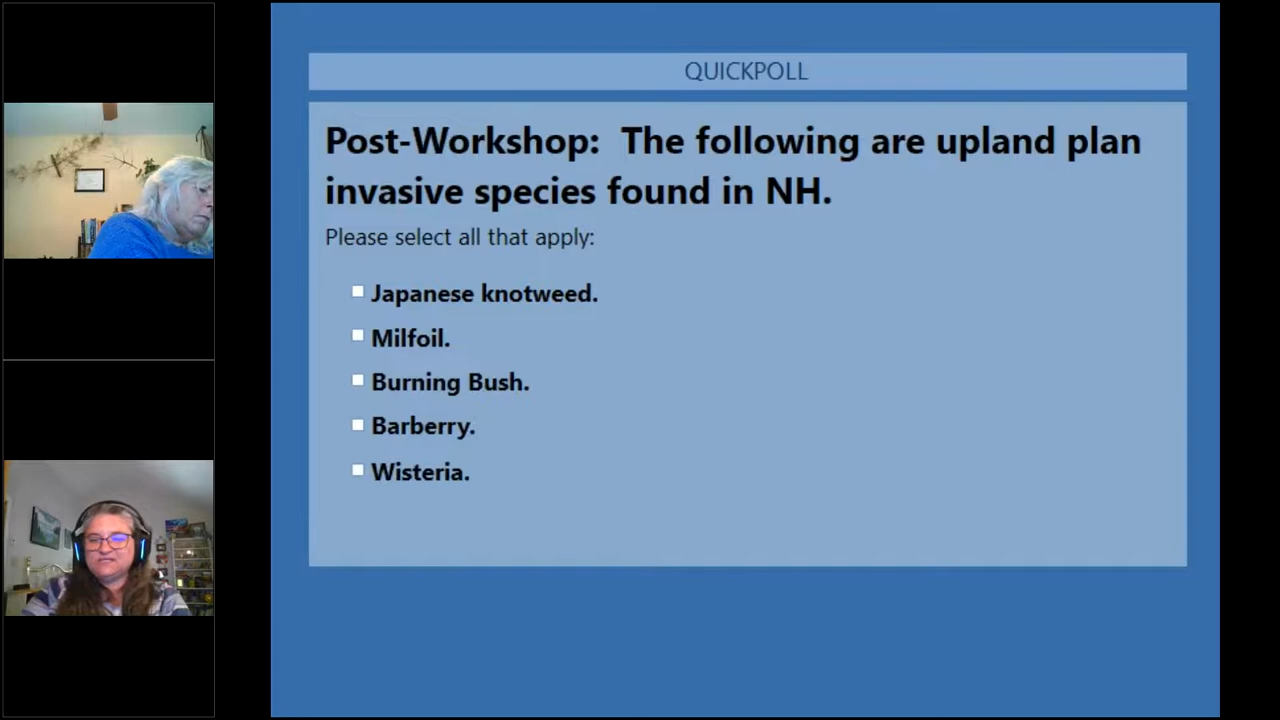 QUICKPOLL
Post-Workshop:  The following are upland plan
invasive species found in NH.
Please select all that apply:
Japanese knotweed.
Milfoil.
Burning Bush.
Barberry.
Wisteria.